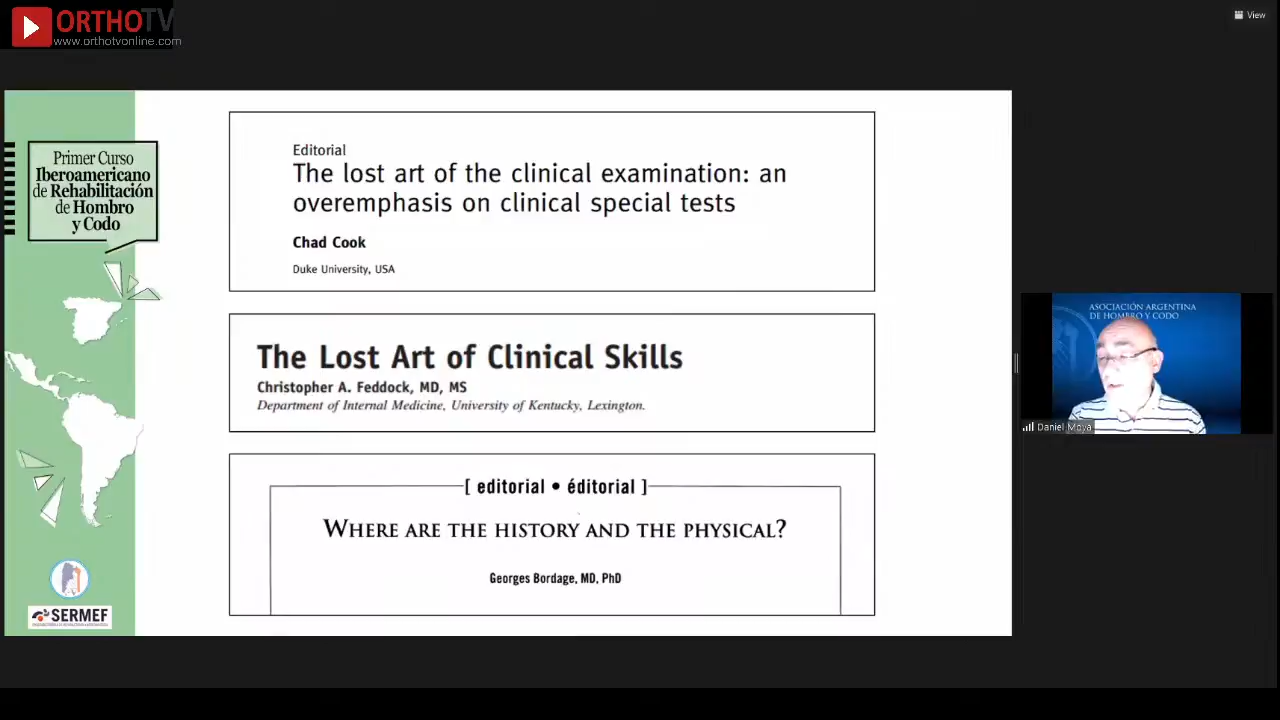 ORTHOTV
www.orthotvonline.com
View
Primer Curso
Iberoamericano
de Rehabilitación
de Hombro
y Codo
SERMEF
Editorial
The lost art of the clinical examination: an
overemphasis on clinical special tests
Chad Cook
Duke University, USA
The Lost Art of Clinical Skills
Christopher A. Feddock, MD, MS
Department of Internal Medicine, University of Kentucky, Lexington.
[ editorial • éditorial ]
WHERE ARE THE HISTORY AND THE PHYSICAL?
Georges Bordage, MD, PhD
ASOCIACIÓN ARGENTINA
DE HOMBRO Y CODO
Daniel Moya